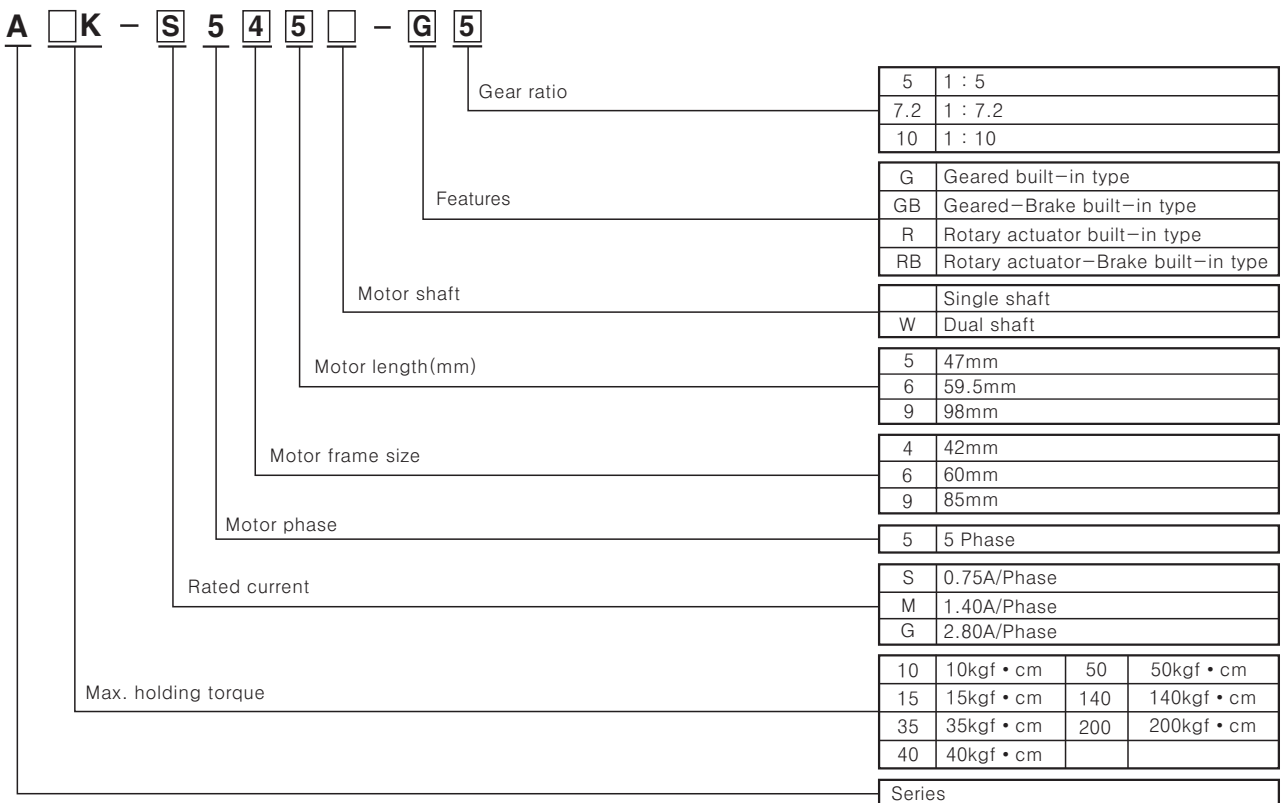 A □K - S 5 4 5 □ - G 5
Gear ratio
5 1 : 5
7.2 1 : 7.2
10 1 : 10
Features
G Geared built-in type
GB Geared-Brake built-in type
R Rotary actuator built-in type
RB Rotary actuator-Brake built-in type
Motor shaft
Single shaft
W Dual shaft
Motor length(mm)
5 47mm
6 59.5mm
9 98mm
Motor frame size
4 42mm
6 60mm
9 85mm
Motor phase
5 5 Phase
Rated current
S 0.75A/Phase
M 1.40A/Phase
G 2.80A/Phase
Max. holding torque
10 10kgf•cm 50 50kgf•cm
15 15kgf•cm 140 140kgf•cm
35 35kgf•cm 200 200kgf•cm
40 40kgf•cm
Series